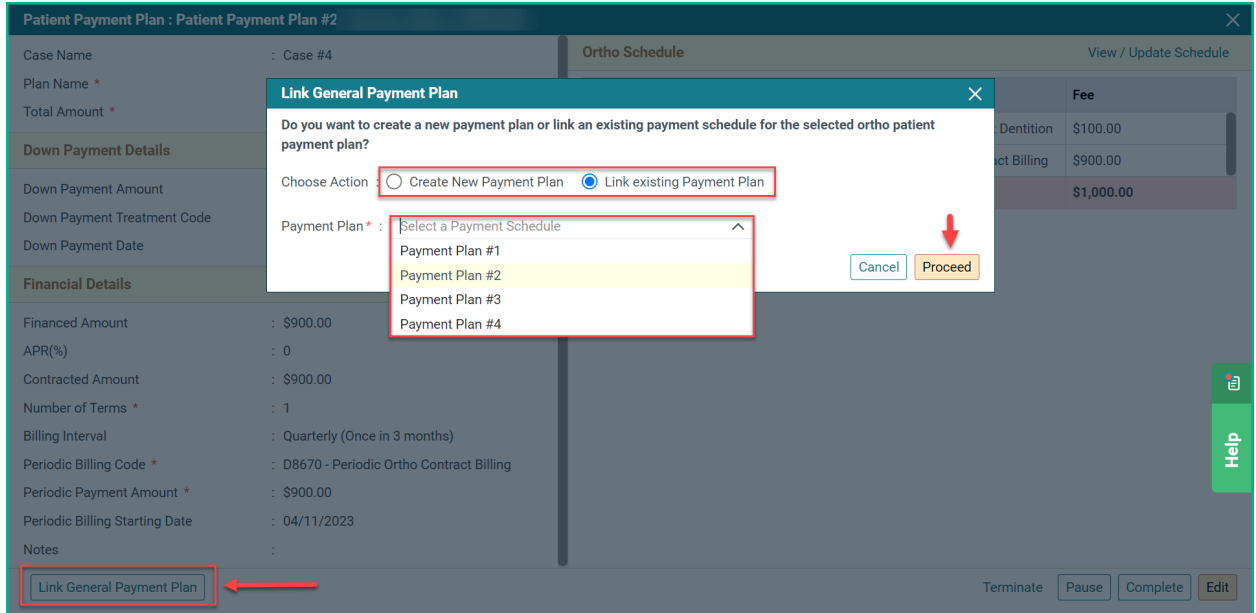 Patient Payment Plan : Patient Payment Plan #2
Case Name : Case #4
Plan Name *
Total Amount *
Down Payment Details
Down Payment Amount
Down Payment Treatment Code
Down Payment Date
Financial Details
Financed Amount : $900.00
APR(%) : 0
Contracted Amount : $900.00
Number of Terms * : 1
Billing Interval : Quarterly (Once in 3 months)
Periodic Billing Code * : D8670 - Periodic Ortho Contract Billing
Periodic Payment Amount * : $900.00
Periodic Billing Starting Date : 04/11/2023
Notes :
Ortho Schedule View / Update Schedule
Fee
Dentition $100.00
act Billing $900.00
$1,000.00
Link General Payment Plan
Do you want to create a new payment plan or link an existing payment schedule for the selected ortho patient
payment plan?
Choose Action : Create New Payment Plan Link existing Payment Plan
Payment Plan * : Select a Payment Schedule
Payment Plan #1
Payment Plan #2
Payment Plan #3
Payment Plan #4
Cancel Proceed
Help
Link General Payment Plan Terminate Pause Complete Edit